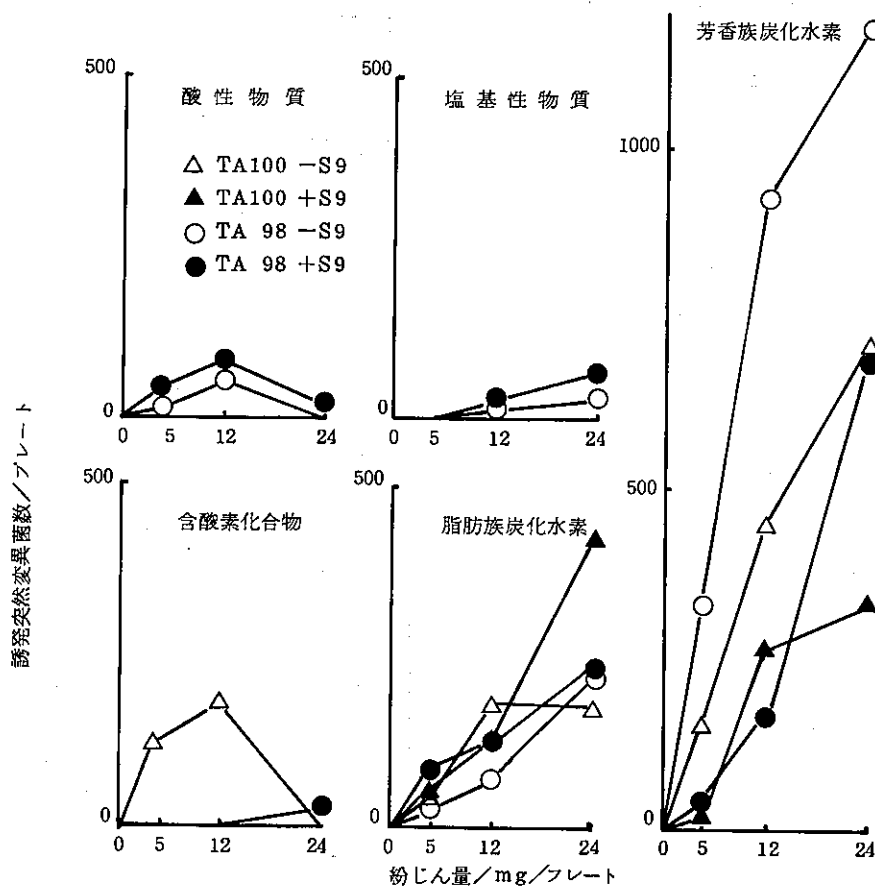 500
酸性物質
△ TA100 −S9
▲ TA100 +S9
○ TA 98 −S9
● TA 98 +S9
0
0 5 12 24
500
塩基性物質
0
0 5 12 24
芳香族炭化水素
1000
500
0
0 5 12 24
誘発突然変異菌数/プレート
500
含酸素化合物
0
0 5 12 24
500
脂肪族炭化水素
0
0 5 12 24
粉じん量/mg/フレート